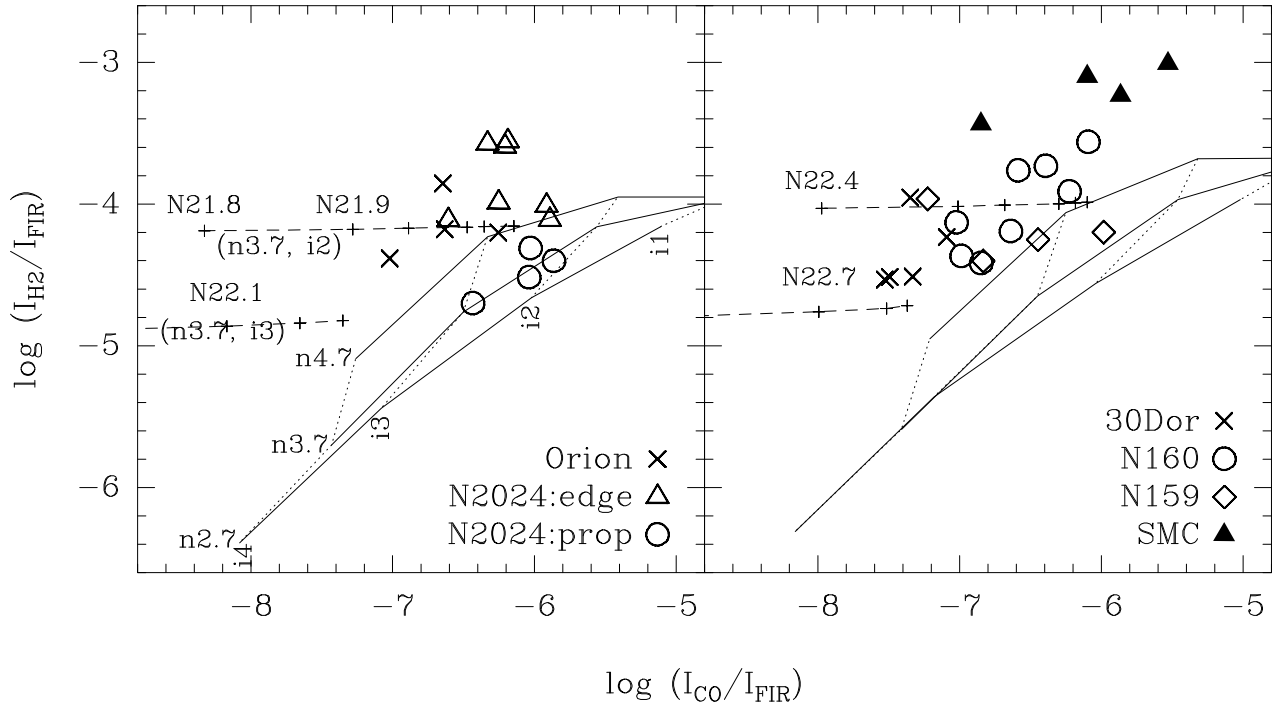 log (I_H2/I_FIR)
−3
−4
−5
−6
N21.8
N21.9
(n3.7, i2)
N22.1
(n3.7, i3)
n4.7
n3.7
n2.7
i1
i2
i3
i4
Orion
N2024:edge
N2024:prop
−8
−7
−6
−5
N22.4
N22.7
30Dor
N160
N159
SMC
−8
−7
−6
−5
log (I_CO/I_FIR)